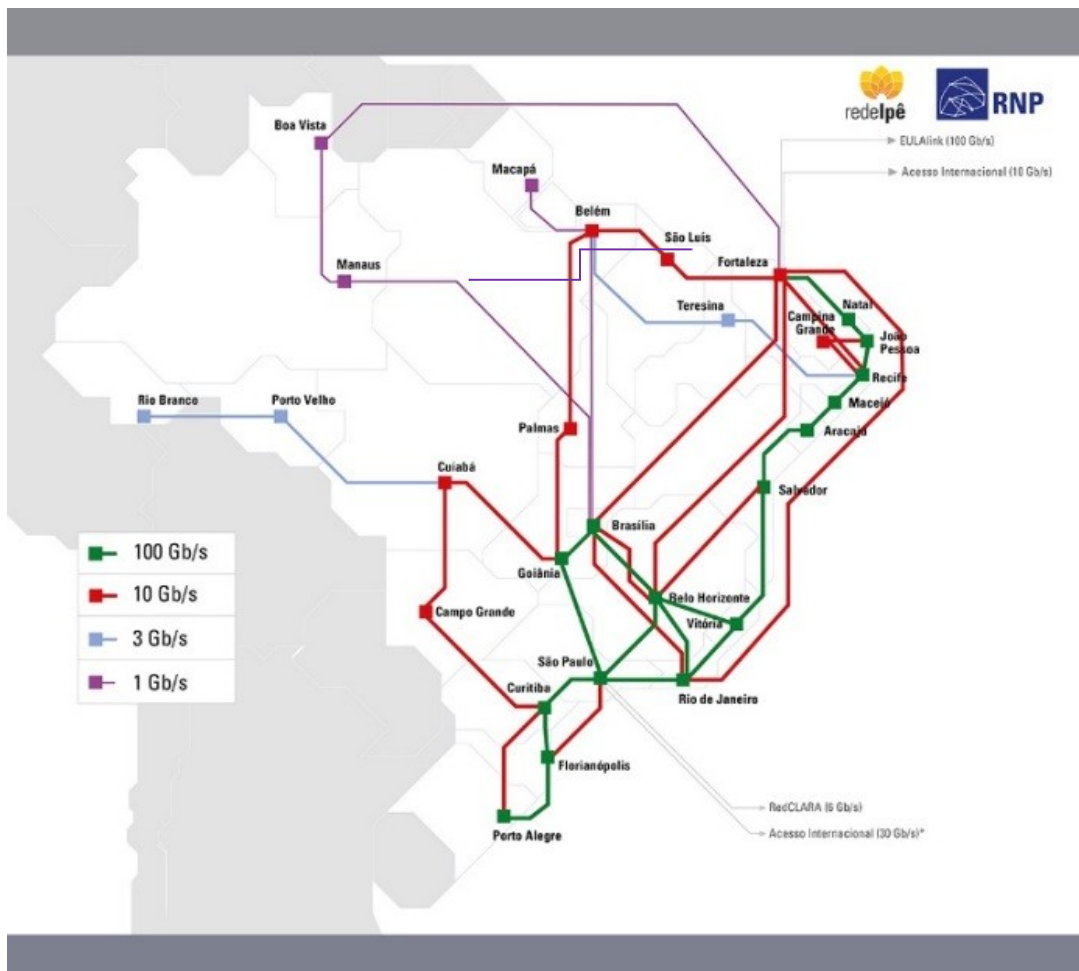 redeIpê
RNP
EULAlink (100 Gb/s)
Acesso Internacional (10 Gb/s)
Boa Vista
Macapá
Belém
São Luis
Manaus
Fortaleza
Teresina
Natal
Campina
Grande
João
Pessoa
Recife
Rio Branco
Porto Velho
Maceió
Palmas
Aracajú
Cuiabá
Salvador
Brasília
100 Gb/s
10 Gb/s
3 Gb/s
1 Gb/s
Goiânia
Belo Horizonte
Campo Grande
Vitória
São Paulo
Curitiba
Rio de Janeiro
Florianópolis
Porto Alegre
RedCLARA (6 Gb/s)
Acesso Internacional (30 Gb/s)*